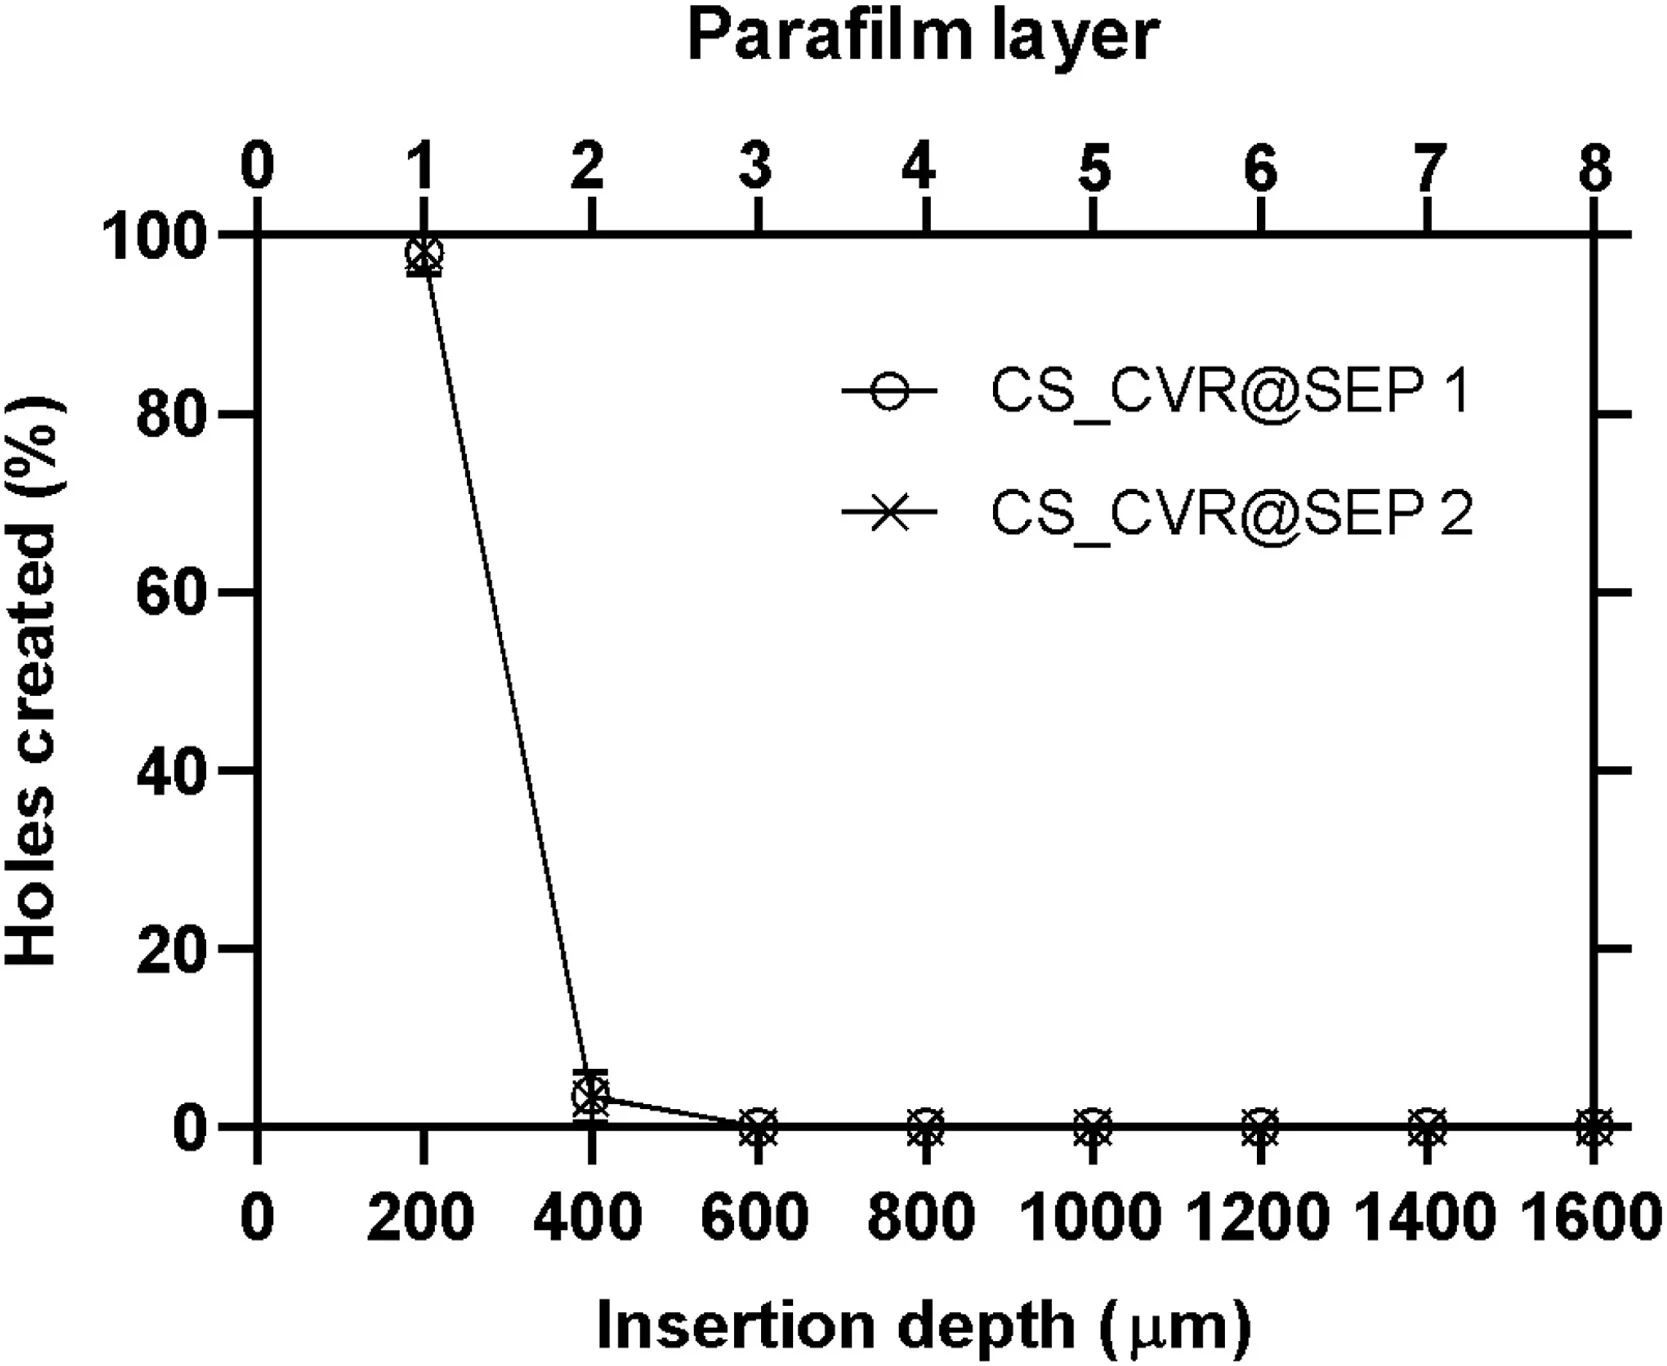 Parafilm layer
0 1 2 3 4 5 6 7 8
100
80
60
40
20
0
Holes created (%)
CS_CVR@SEP 1
CS_CVR@SEP 2
0 200 400 600 800 1000 1200 1400 1600
Insertion depth (μm)